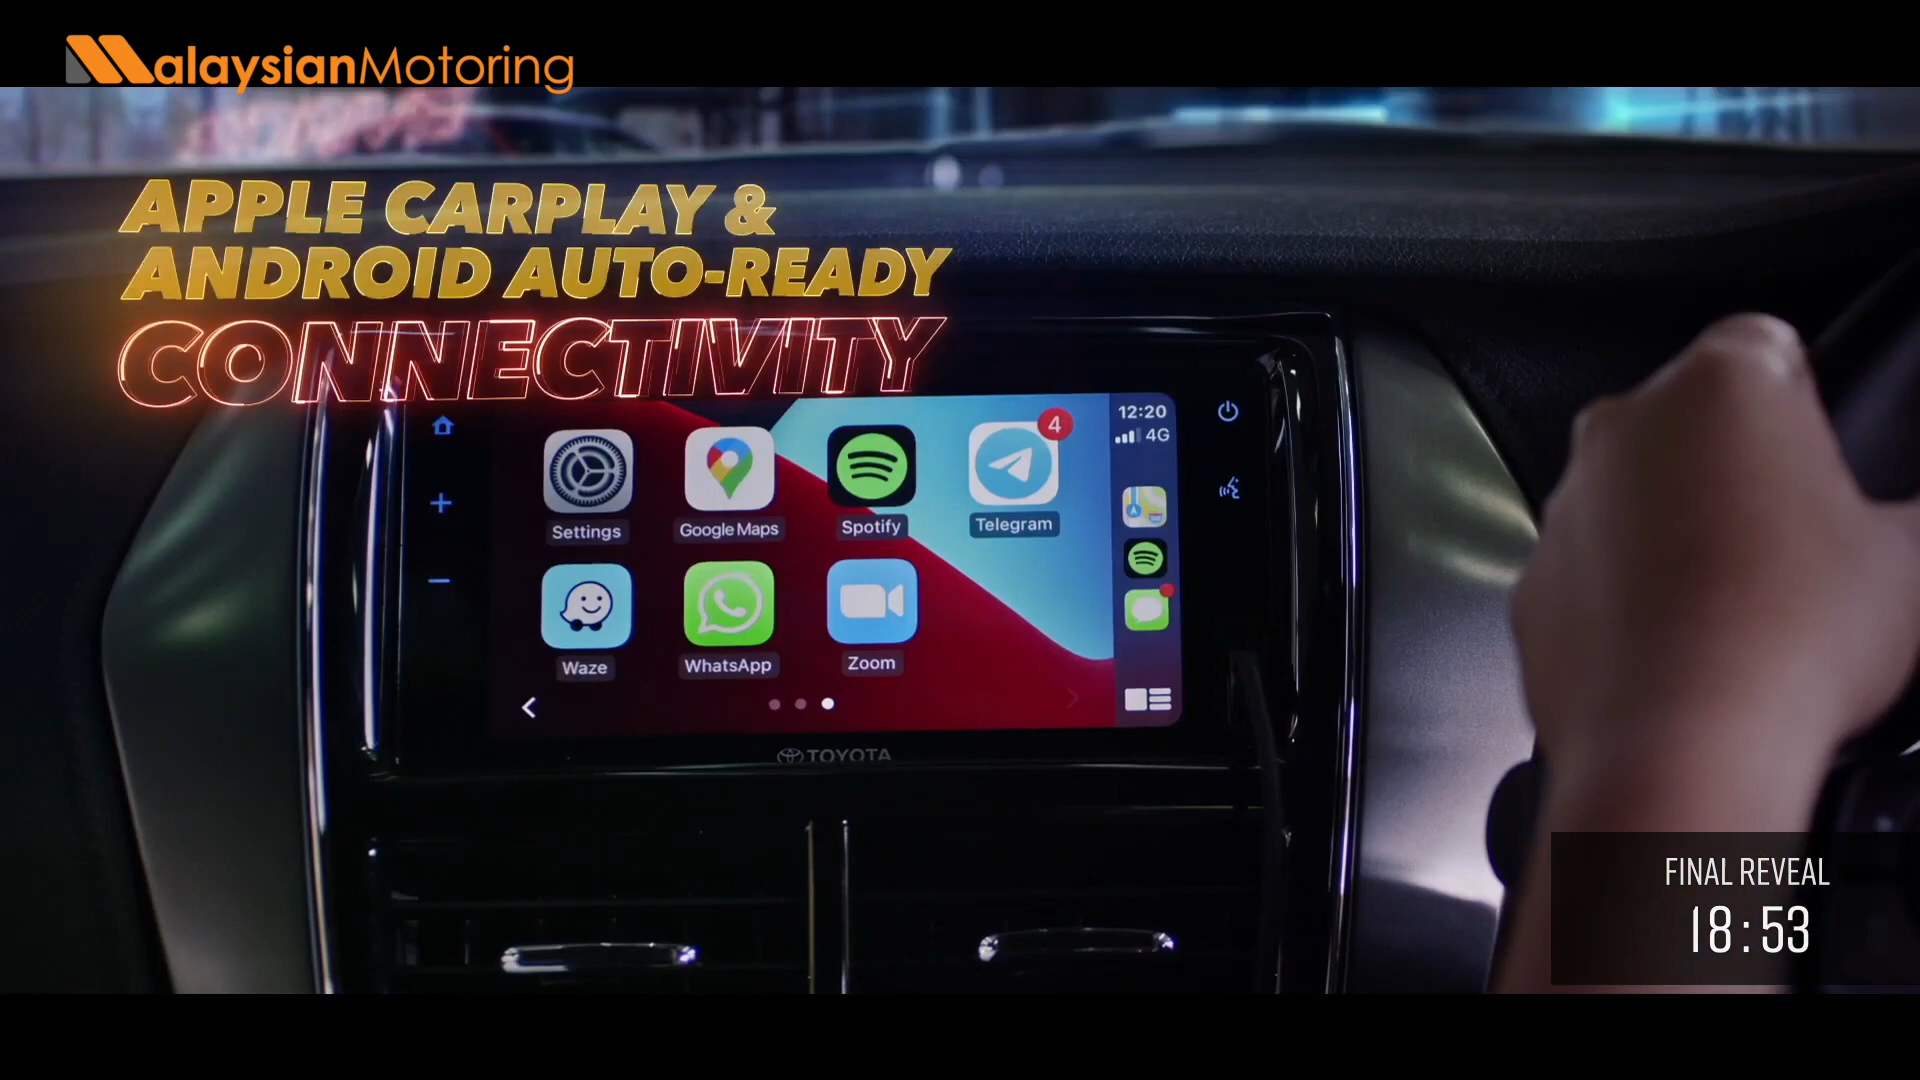 MalaysianMotoring
APPLE CARPLAY &
ANDROID AUTO-READY
CONNECTIVITY
12:20
4G
4
Settings
Google Maps
Spotify
Telegram
Waze
WhatsApp
Zoom
TOYOTA
FINAL REVEAL
18:53